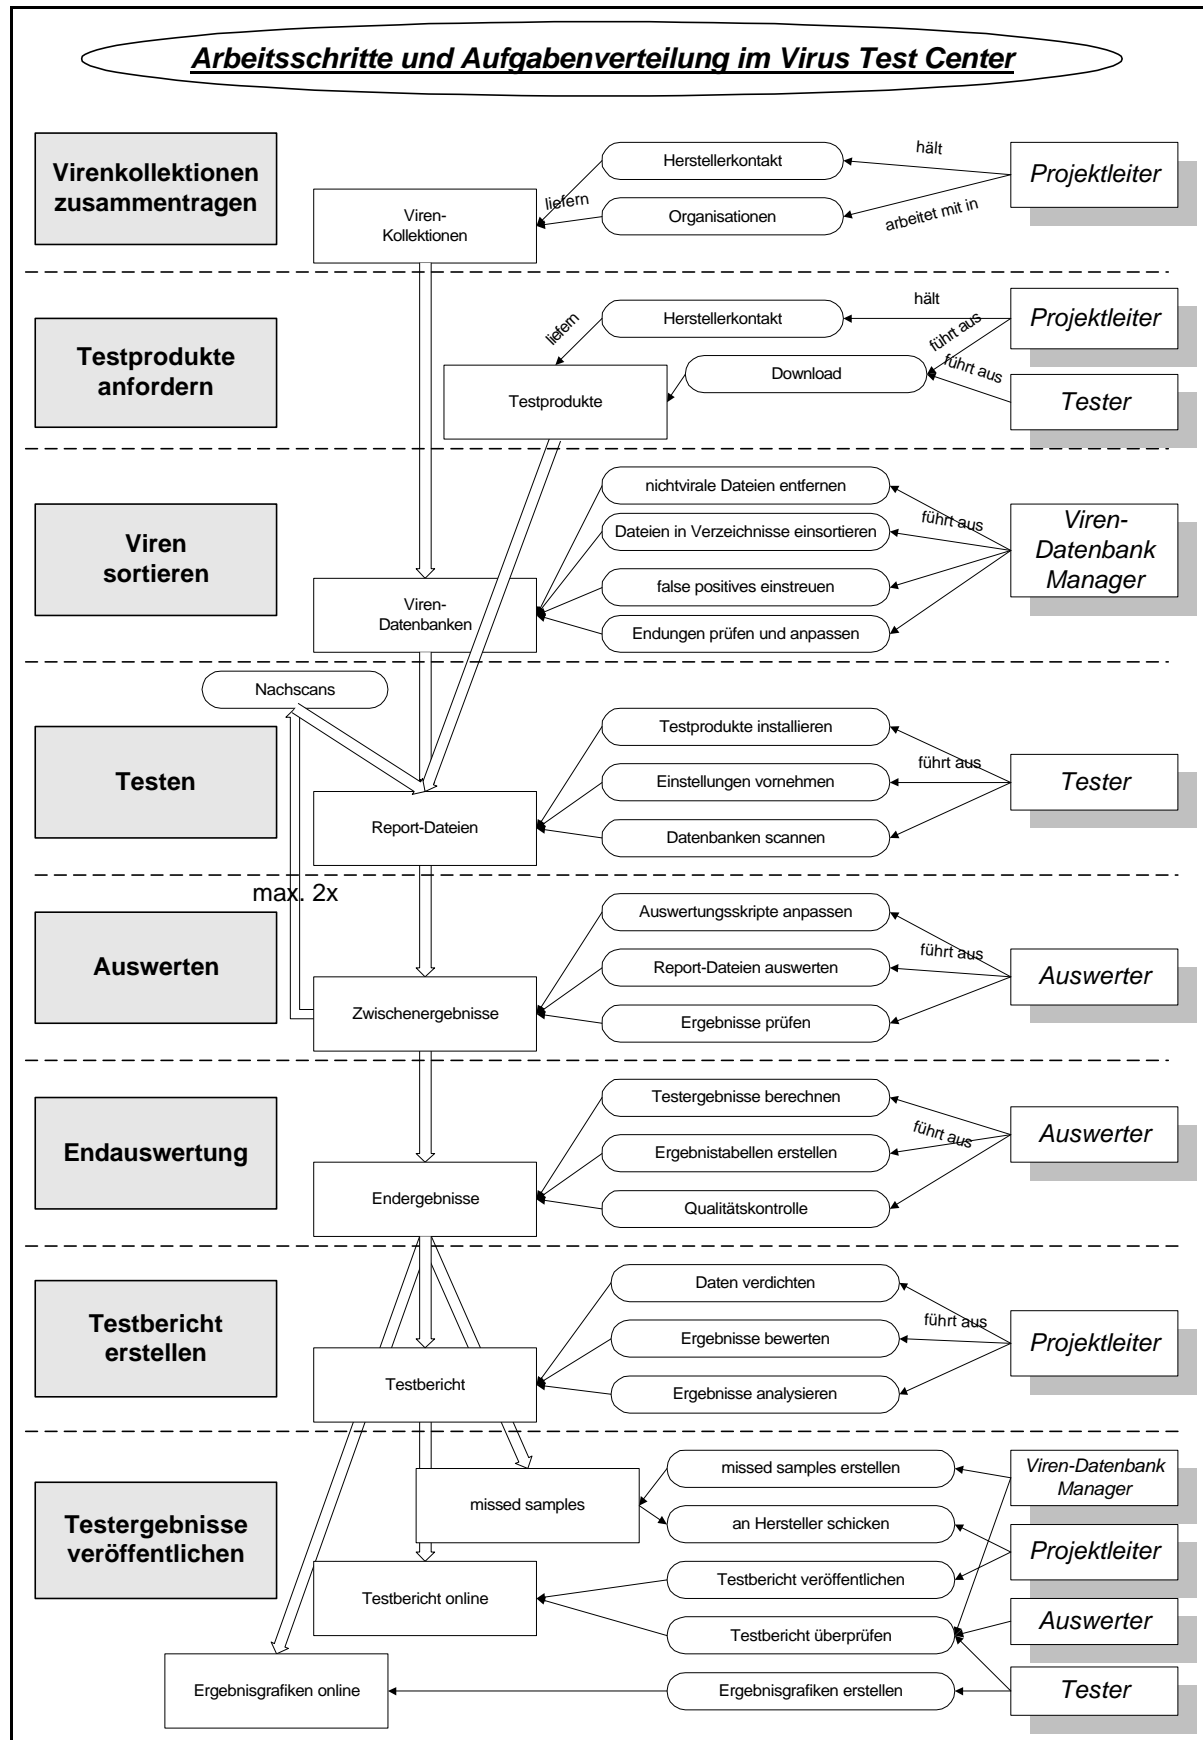 Arbeitsschritte und Aufgabenverteilung im Virus Test Center
Virenkollektionen
zusammentragen
Viren-
Kollektionen
liefern
Herstellerkontakt
Organisationen
hält
arbeitet mit in
Projektleiter
Testprodukte
anfordern
Testprodukte
liefern
Herstellerkontakt
Download
hält
führt aus
führt aus
Projektleiter
Tester
Viren
sortieren
Viren-
Datenbanken
nichtvirale Dateien entfernen
Dateien in Verzeichnisse einsortieren
false positives einstreuen
Endungen prüfen und anpassen
führt aus
Viren-
Datenbank
Manager
Testen
Nachscans
Report-Dateien
Testprodukte installieren
Einstellungen vornehmen
Datenbanken scannen
führt aus
Tester
max. 2x
Auswerten
Zwischenergebnisse
Auswertungsskripte anpassen
Report-Dateien auswerten
Ergebnisse prüfen
führt aus
Auswerter
Endauswertung
Endergebnisse
Testergebnisse berechnen
Ergebnistabellen erstellen
Qualitätskontrolle
führt aus
Auswerter
Testbericht
erstellen
Testbericht
Daten verdichten
Ergebnisse bewerten
Ergebnisse analysieren
führt aus
Projektleiter
Testergebnisse
veröffentlichen
missed samples
Testbericht online
Ergebnisgrafiken online
missed samples erstellen
an Hersteller schicken
Testbericht veröffentlichen
Testbericht überprüfen
Ergebnisgrafiken erstellen
Viren-Datenbank
Manager
Projektleiter
Auswerter
Tester